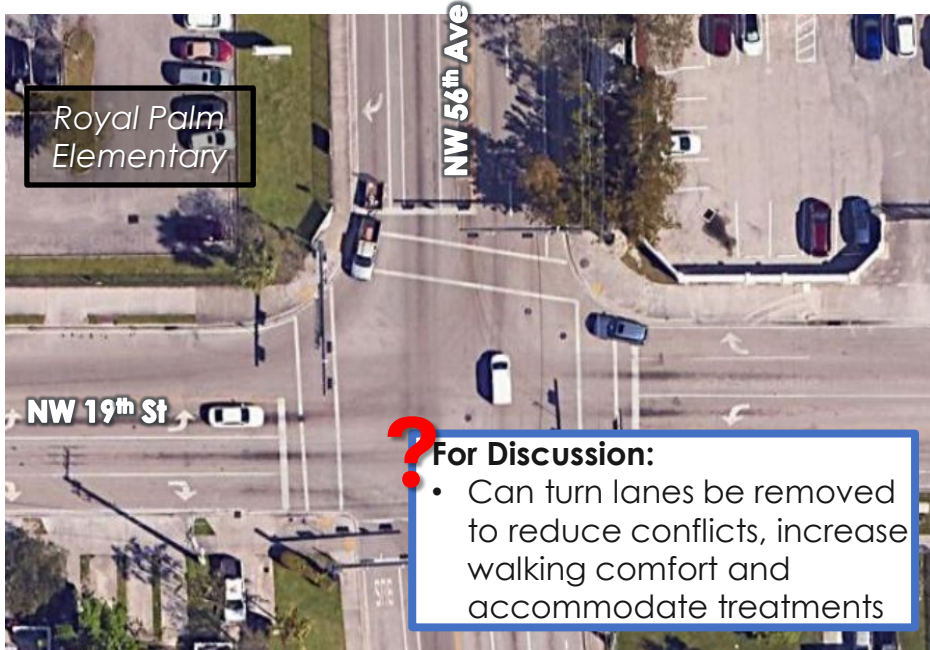 NW 56th Ave
Royal Palm
Elementary
NW 19th St
?
For Discussion:
• Can turn lanes be removed
to reduce conflicts, increase
walking comfort and
accommodate treatments
BUS